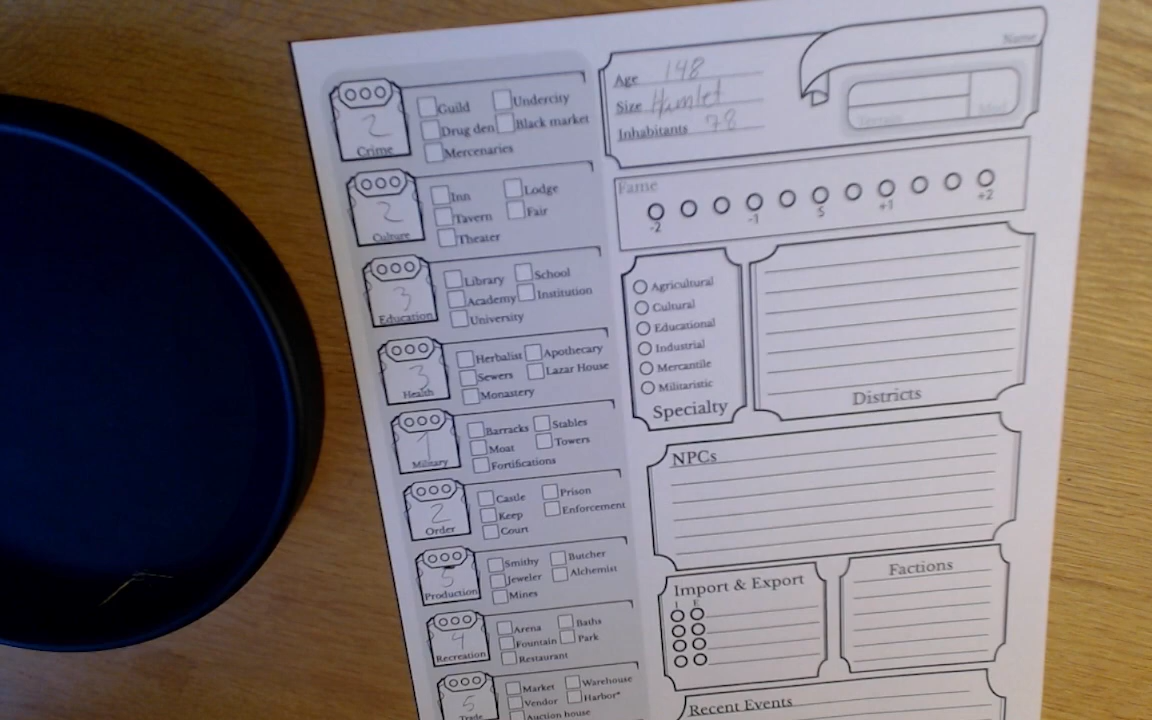 2
Crime
Guild
Undercity
Drug den
Black market
Mercenaries
2
Culture
Inn
Lodge
Tavern
Fair
Theater
3
Education
Library
School
Academy
Institution
University
3
Health
Herbalist
Apothecary
Sewers
Lazar House
Monastery
1
Military
Barracks
Stables
Moat
Towers
Fortifications
2
Order
Castle
Prison
Keep
Enforcement
Court
5
Production
Smithy
Butcher
Jeweler
Alchemist
Mines
4
Recreation
Arena
Baths
Fountain
Park
Restaurant
5
Trade
Market
Warehouse
Vendor
Harbor*
Auction house
Age 148
Size Hamlet
Inhabitants 78
Name
Terrain
Fame
-2 -1 S +1 +2
Agricultural
Cultural
Educational
Industrial
Mercantile
Militaristic
Specialty
Districts
NPCs
Import & Export
I E
Factions
Recent Events